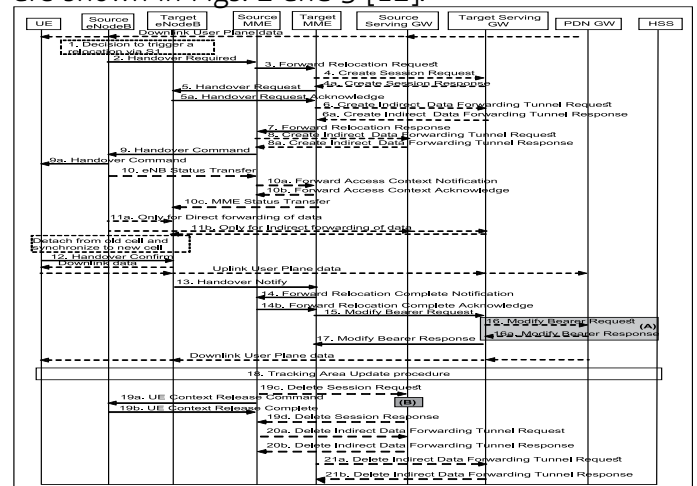 are shown in Figs. 2 and 3 [12].
UE
Source eNodeB
Target eNodeB
Source MME
Target MME
Source Serving GW
Target Serving GW
PDN GW
HSS
Downlink User Plane data
1. Decision to trigger a
relocation via S1
2. Handover Required
3. Forward Relocation Request
4. Create Session Request
4a. Create Session Response
5. Handover Request
5a. Handover Request Acknowledge
6. Create Indirect Data Forwarding Tunnel Request
6a. Create Indirect Data Forwarding Tunnel Response
7. Forward Relocation Response
8. Create Indirect Data Forwarding Tunnel Request
8a. Create Indirect Data Forwarding Tunnel Response
9. Handover Command
9a. Handover Command
10. eNB Status Transfer
10a. Forward Access Context Notification
10b. Forward Access Context Acknowledge
10c. MME Status Transfer
11a. Only for Direct forwarding of data
11b. Only for Indirect forwarding of data
Detach from old cell and
synchronize to new cell
12. Handover Confirm
Downlink data
Uplink User Plane data
13. Handover Notify
14. Forward Relocation Complete Notification
14b. Forward Relocation Complete Acknowledge
15. Modify Bearer Request
16. Modify Bearer Request
(A)
16a. Modify Bearer Response
17. Modify Bearer Response
Downlink User Plane data
18. Tracking Area Update procedure
19c. Delete Session Request
19a. UE Context Release Command
(B)
19b. UE Context Release Complete
19d. Delete Session Response
20a. Delete Indirect Data Forwarding Tunnel Request
20b. Delete Indirect Data Forwarding Tunnel Response
21a. Delete Indirect Data Forwarding Tunnel Request
21b. Delete Indirect Data Forwarding Tunnel Response